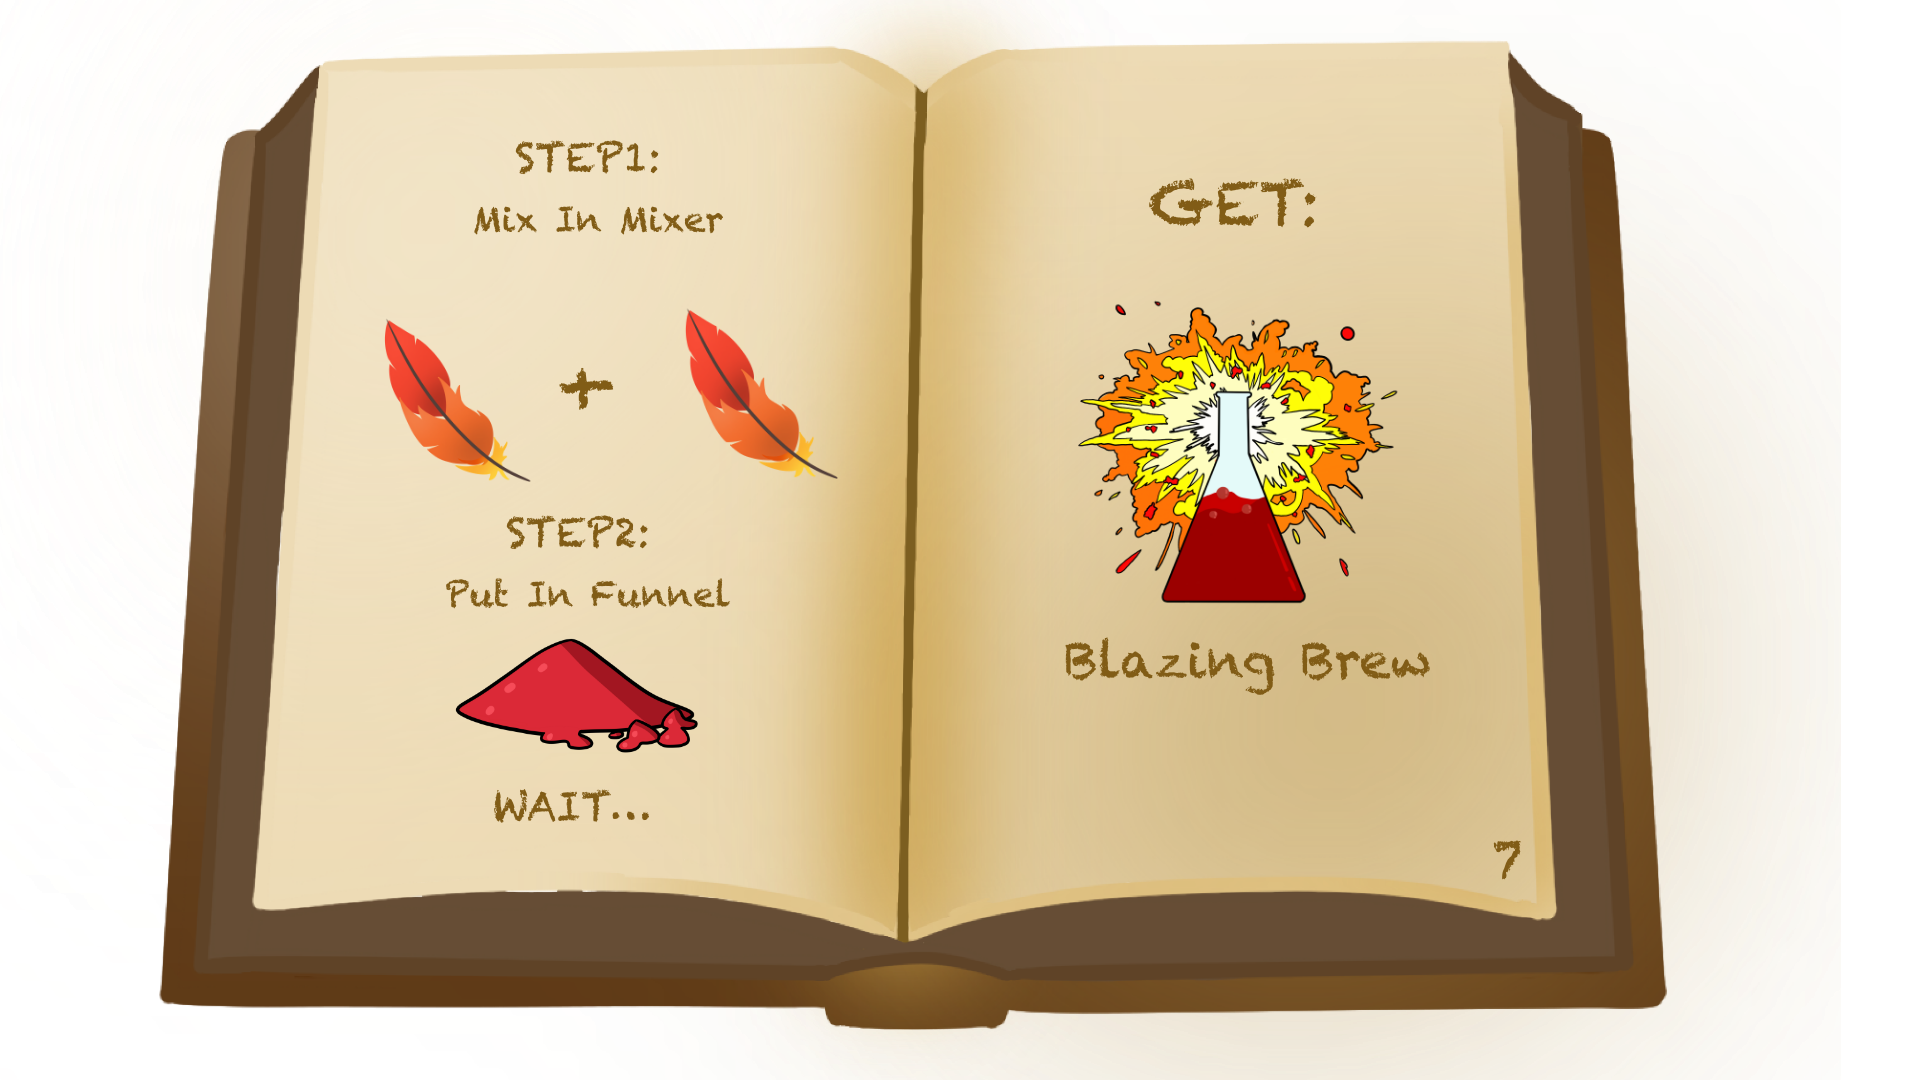 STEP1:
Mix In Mixer
+
STEP2:
Put In Funnel
WAIT...
GET:
Blazing Brew
7